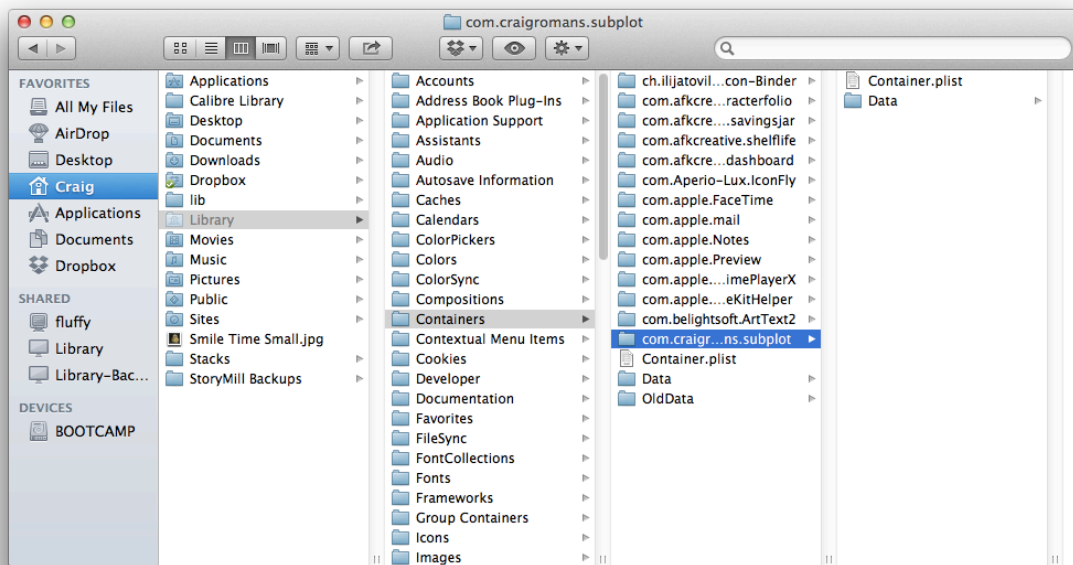 com.craigromans.subplot
FAVORITES
All My Files
AirDrop
Desktop
Craig
Applications
Documents
Dropbox
SHARED
fluffy
Library
Library-Bac...
DEVICES
BOOTCAMP
Applications
Calibre Library
Desktop
Documents
Downloads
Dropbox
lib
Library
Movies
Music
Pictures
Public
Sites
Smile Time Small.jpg
Stacks
StoryMill Backups
Accounts
Address Book Plug-Ins
Application Support
Assistants
Audio
Autosave Information
Caches
Calendars
ColorPickers
Colors
ColorSync
Compositions
Containers
Contextual Menu Items
Cookies
Developer
Documentation
Favorites
FileSync
FontCollections
Fonts
Frameworks
Group Containers
Icons
Images
ch.ilijatovil...con-Binder
com.afkcre...racterfolio
com.afkcre....savingsjar
com.afkcreative.shelflife
com.afkcre...dashboard
com.Aperio-Lux.IconFly
com.apple.FaceTime
com.apple.mail
com.apple.Notes
com.apple.Preview
com.apple....imePlayerX
com.apple....eKitHelper
com.belightsoft.ArtText2
com.craigr...ns.subplot
Container.plist
Data
OldData
Container.plist
Data